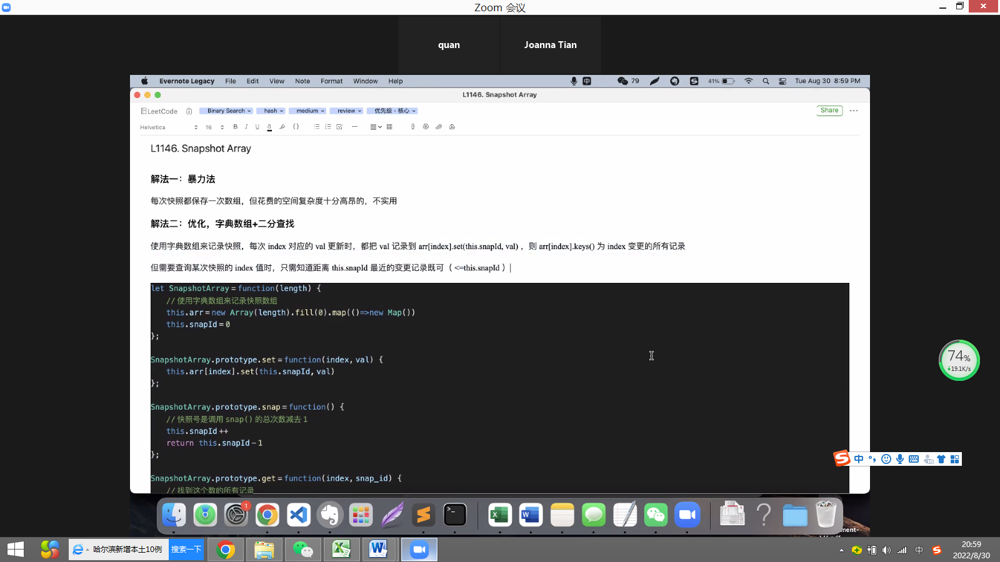 Zoom 会议
quan
Joanna Tian
Evernote Legacy File Edit View Note Format Window Help
79
41%
Tue Aug 30 8:59 PM
L1146. Snapshot Array
LeetCode
Binary Search
hash
medium
review
优先级 - 核心
Share
Helvetica
16
B I U a
L1146. Snapshot Array
解法一：暴力法
每次快照都保存一次数组，但花费的空间复杂度十分高昂的，不实用
解法二：优化，字典数组+二分查找
使用字典数组来记录快照，每次 index 对应的 val 更新时，都把 val 记录到 arr[index].set(this.snapId, val) ，则 arr[index].keys() 为 index 变更的所有记录
但需要查询某次快照的 index 值时，只需知道距离 this.snapId 最近的变更记录既可（ <=this.snapId ）
let SnapshotArray = function(length) {
// 使用字典数组来记录快照数组
this.arr = new Array(length).fill(0).map(()=>new Map())
this.snapId = 0
};
SnapshotArray.prototype.set = function(index, val) {
this.arr[index].set(this.snapId, val)
};
SnapshotArray.prototype.snap = function() {
// 快照号是调用 snap() 的总次数减去 1
this.snapId ++
return this.snapId - 1
};
SnapshotArray.prototype.get = function(index, snap_id) {
// 找到这个数的所有记录
74%
19.1K/s
中
1
ment-
哈尔滨新增本土10例
搜索一下
中
20:59
2022/8/30